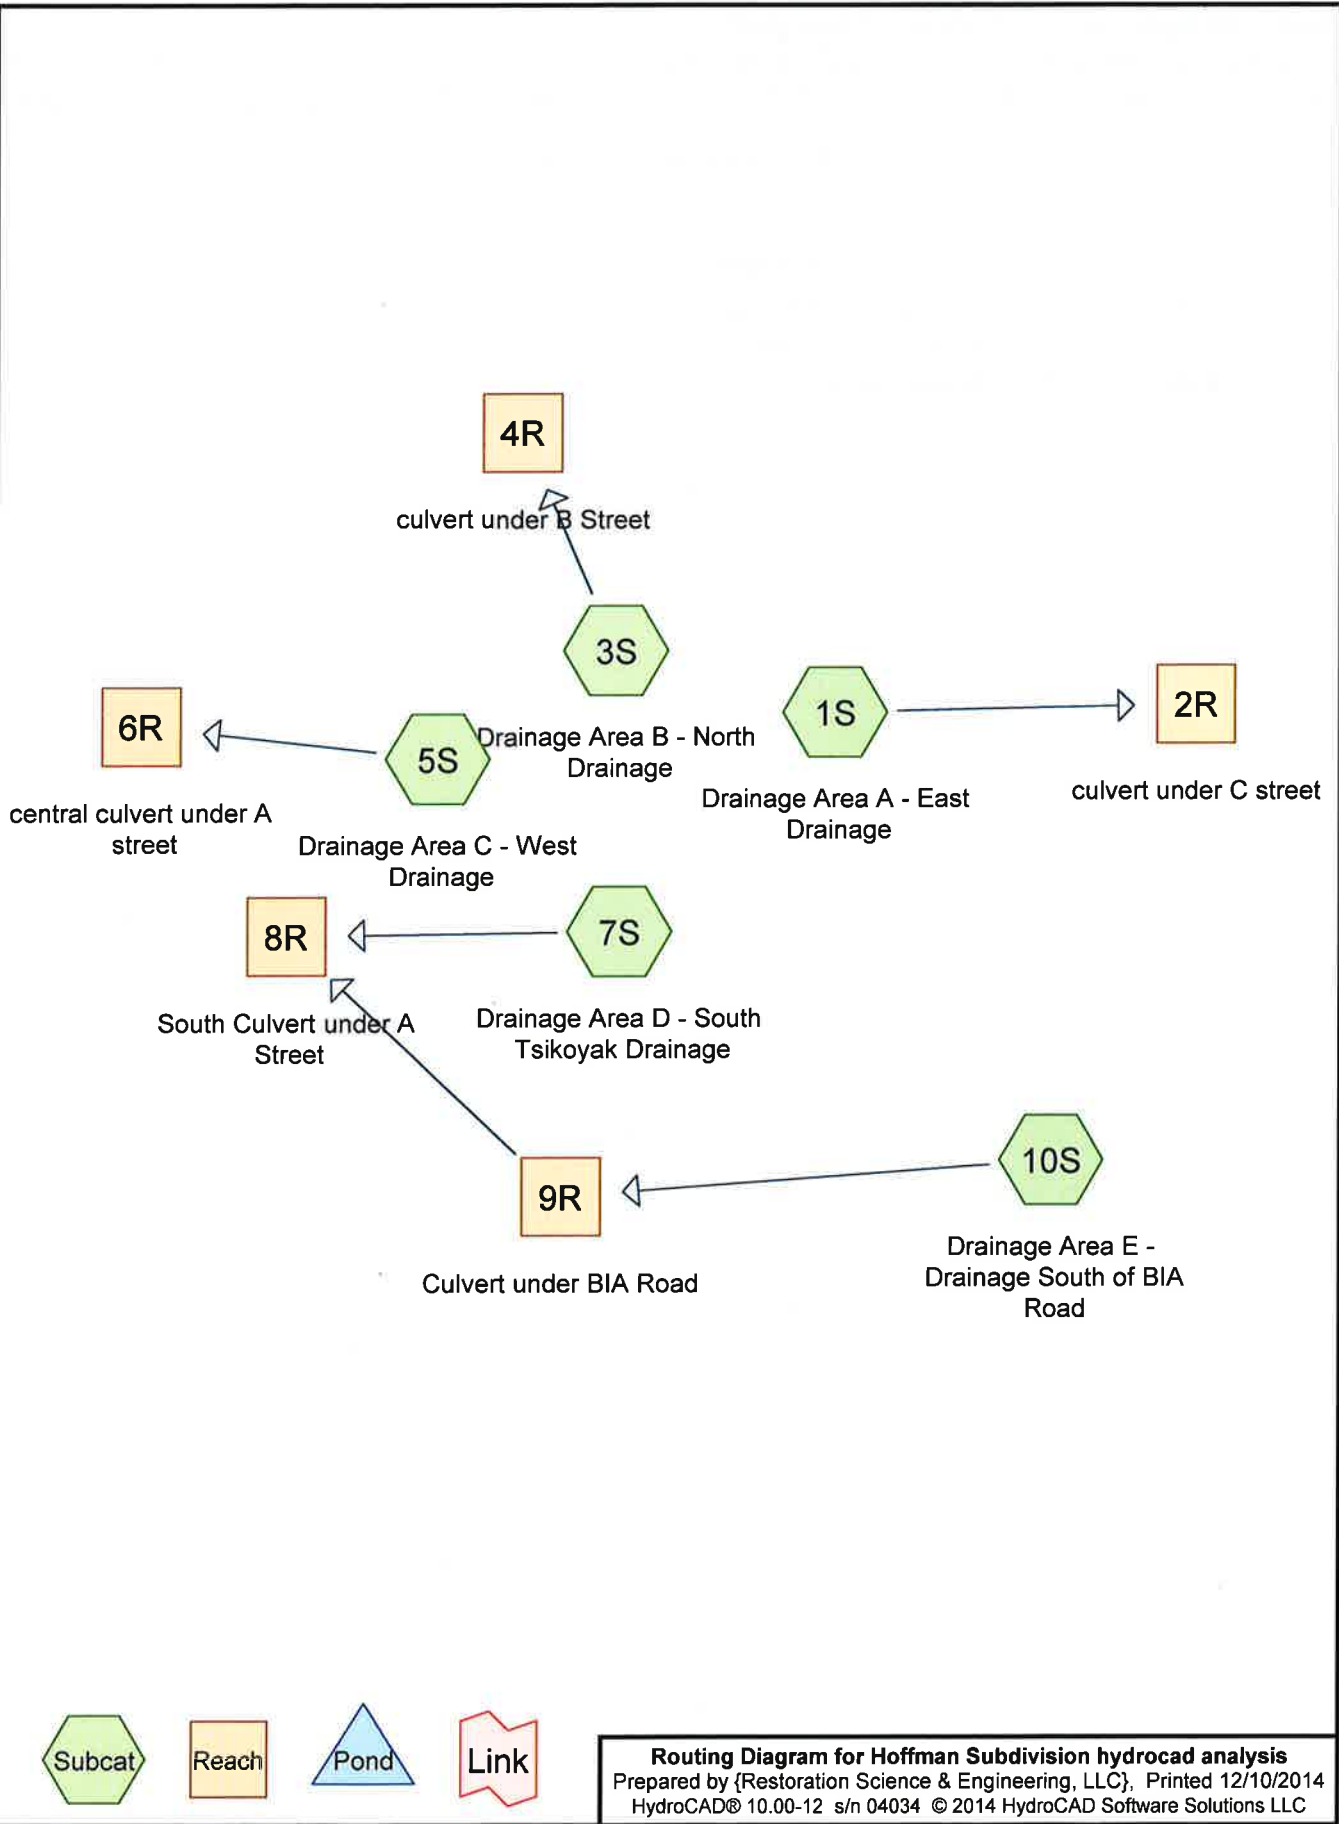 4R
culvert under B Street
3S
Drainage Area B - North
Drainage
1S
2R
Drainage Area A - East
Drainage
culvert under C street
6R
central culvert under A
street
5S
Drainage Area C - West
Drainage
8R
South Culvert under A
Street
7S
Drainage Area D - South
Tsikoyak Drainage
9R
Culvert under BIA Road
10S
Drainage Area E -
Drainage South of BIA
Road
Subcat
Reach
Pond
Link
Routing Diagram for Hoffman Subdivision hydrocad analysis
Prepared by {Restoration Science & Engineering, LLC}, Printed 12/10/2014
HydroCAD® 10.00-12 s/n 04034 © 2014 HydroCAD Software Solutions LLC